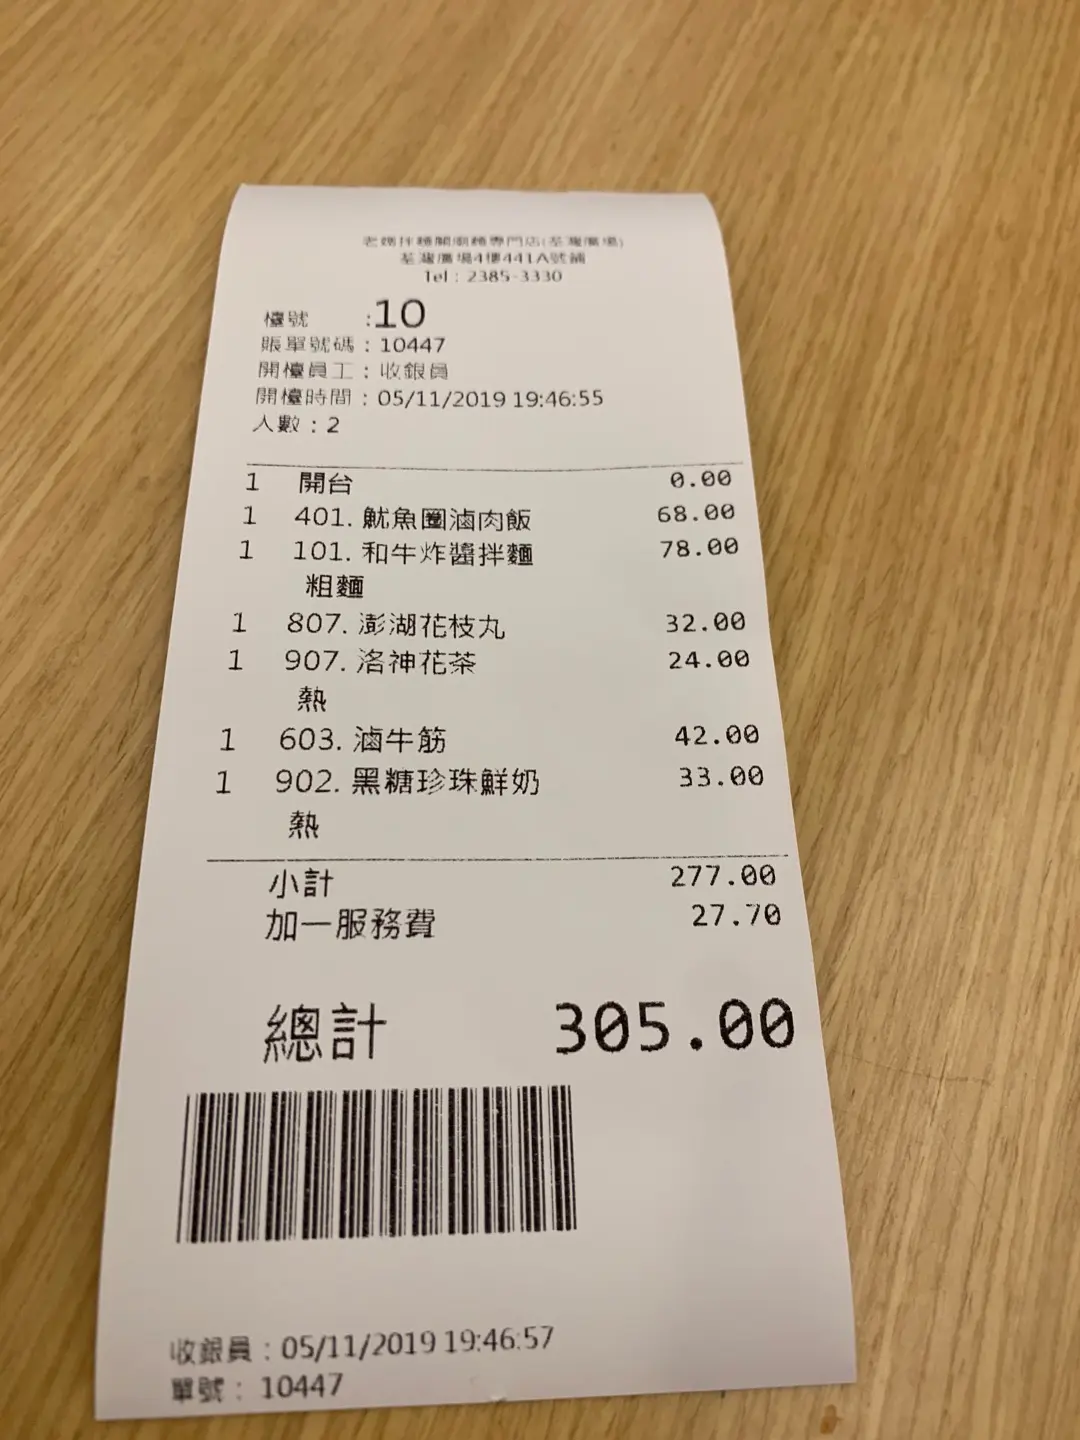 老媽拌麵關廟麵專門店(荃灣廣場)
荃灣廣場4樓441A號舖
Tel : 2385-3330
檯號 :10
賬單號碼 : 10447
開檯員工 : 收銀員
開檯時間 : 05/11/2019 19:46:55
人數 : 2
1 開台 0.00
1 401. 魷魚圈滷肉飯 68.00
1 101. 和牛炸醬拌麵 78.00
粗麵
1 807. 澎湖花枝丸 32.00
1 907. 洛神花茶 24.00
熱
1 603. 滷牛筋 42.00
1 902. 黑糖珍珠鮮奶 33.00
熱
小計 277.00
加一服務費 27.70
總計 305.00
收銀員 : 05/11/2019 19:46:57
單號 : 10447